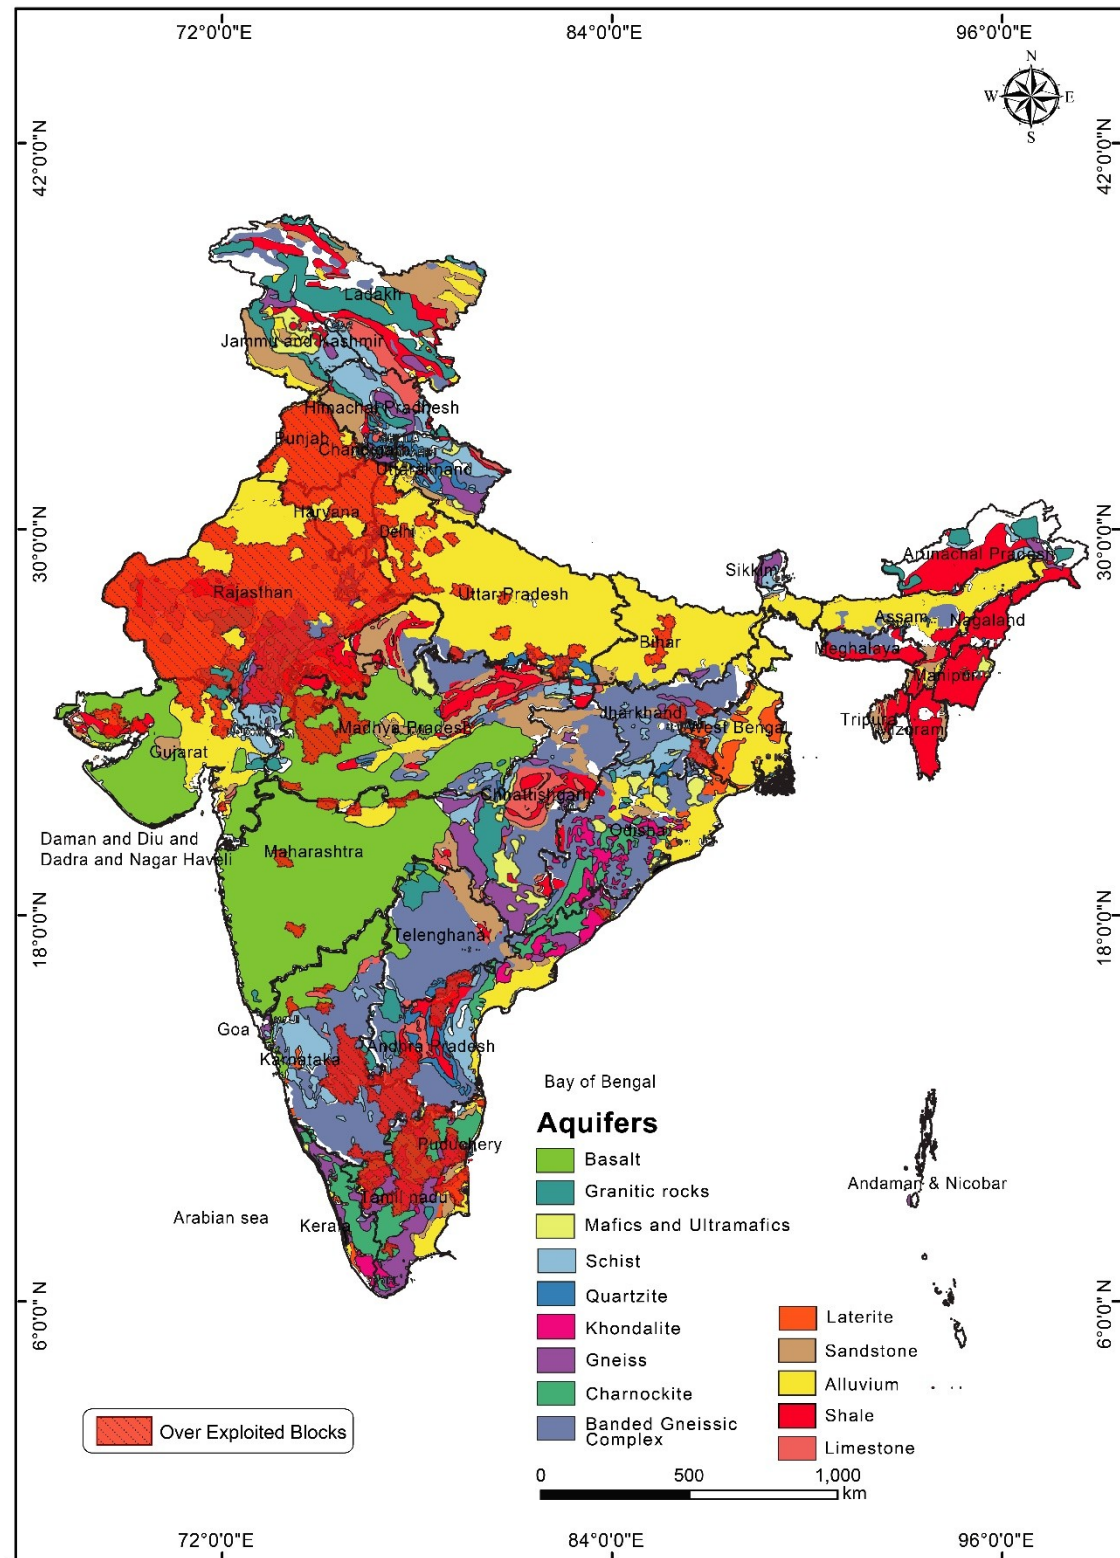 72°0'0"E 84°0'0"E 96°0'0"E
N
W E
S
42°0'0"N 42°0'0"N
Ladakh
Jammu and Kashmir
Himachal Pradhesh
Punjab
Chandigarh
Uttarakhand
Haryana
Delhi
30°0'0"N 30°0'0"N
Arunachal Pradesh
Sikkim
Rajasthan
Uttar Pradesh
Assam
Nagaland
Bihar
Meghalaya
Manipur
Jharkhand
Tripura
Mizoram
Madhya Pradesh
West Bengal
Gujarat
Chhattishgarh
Odisha
Daman and Diu and
Dadra and Nagar Haveli
Maharashtra
18°0'0"N 18°0'0"N
Telenghana
Goa
Karnataka
Andhra Pradesh
Bay of Bengal
Puduchery
Andaman & Nicobar
Tamil nadu
Arabian sea
Kerala
6°0'0"N 6°0'0"N
Aquifers
Basalt
Granitic rocks
Mafics and Ultramafics
Schist
Quartzite
Khondalite
Gneiss
Charnockite
Banded Gneissic
Complex
Laterite
Sandstone
Alluvium
Shale
Limestone
Over Exploited Blocks
0 500 1,000
km
72°0'0"E 84°0'0"E 96°0'0"E